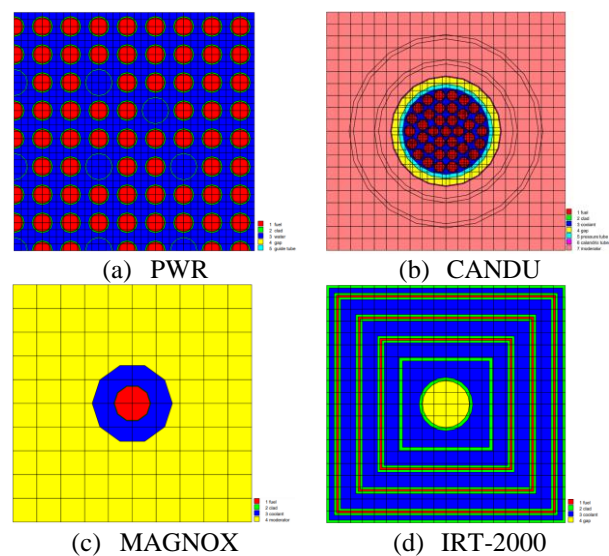 1 fuel
2 clad
3 water
4 gap
5 guide tube
(a) PWR
1 fuel
2 clad
3 coolant
4 gap
5 pressure tube
6 calandria tube
7 moderator
(b) CANDU
1 fuel
2 clad
3 coolant
4 moderator
(c) MAGNOX
1 fuel
2 clad
3 coolant
4 gap
(d) IRT-2000